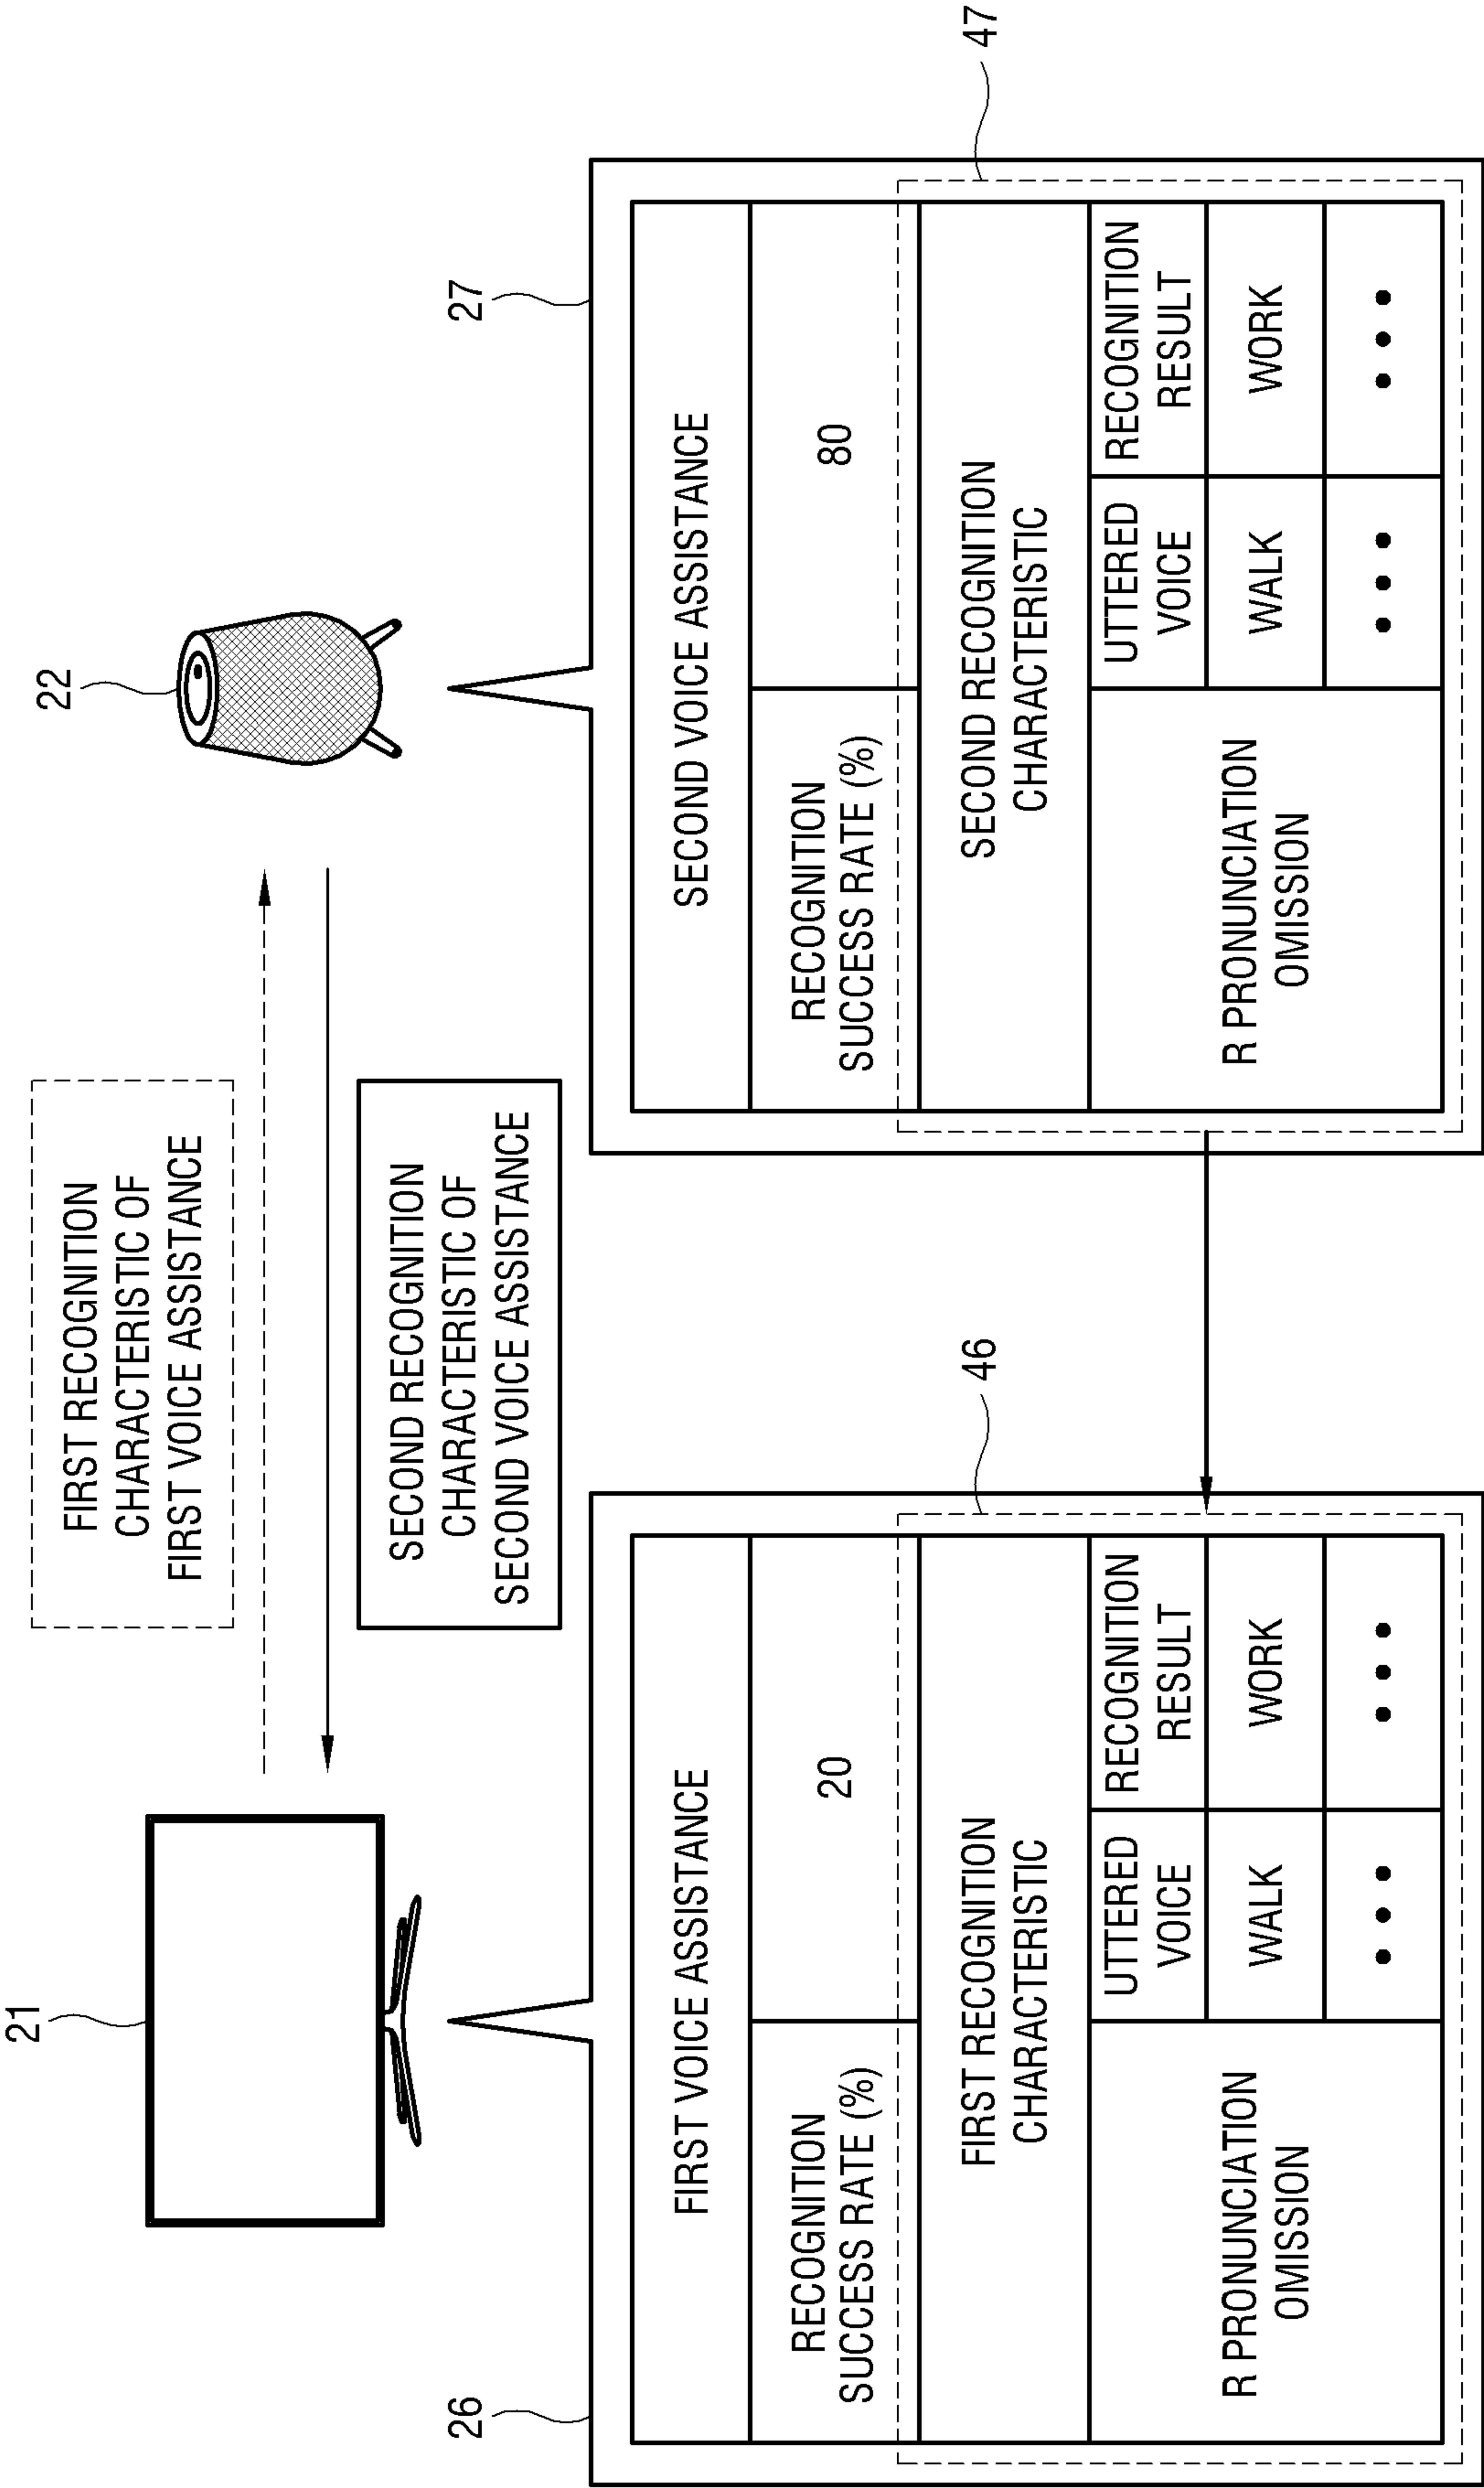 21
22
FIRST RECOGNITION
CHARACTERISTIC OF
FIRST VOICE ASSISTANCE
SECOND RECOGNITION
CHARACTERISTIC OF
SECOND VOICE ASSISTANCE
26
FIRST VOICE ASSISTANCE
RECOGNITION
SUCCESS RATE (%)
20
46
FIRST RECOGNITION
CHARACTERISTIC
R PRONUNCIATION
OMISSION
UTTERED
VOICE
RECOGNITION
RESULT
WALK
WORK
• • •
• • •
27
SECOND VOICE ASSISTANCE
RECOGNITION
SUCCESS RATE (%)
80
47
SECOND RECOGNITION
CHARACTERISTIC
R PRONUNCIATION
OMISSION
UTTERED
VOICE
RECOGNITION
RESULT
WALK
WORK
• • •
• • •